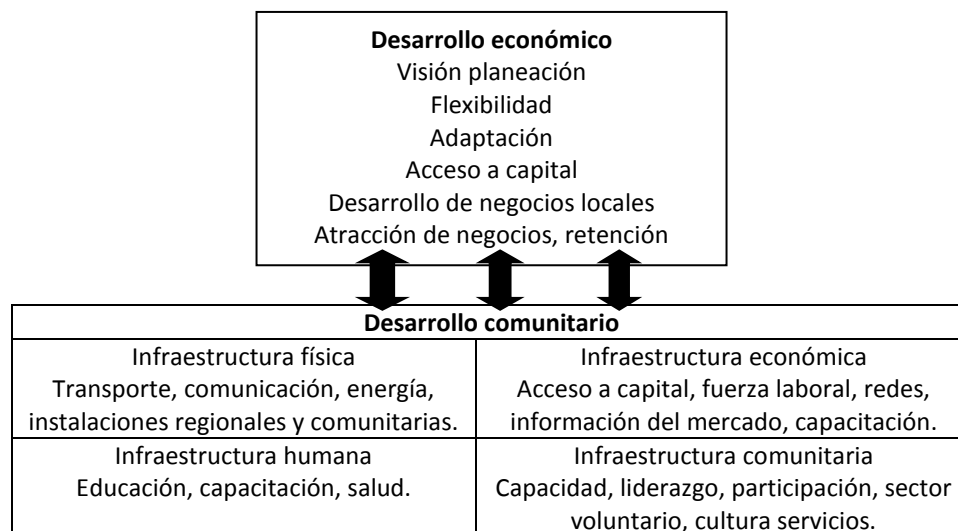 Desarrollo económico
Visión planeación
Flexibilidad
Adaptación
Acceso a capital
Desarrollo de negocios locales
Atracción de negocios, retención
Desarrollo comunitario
Infraestructura física
Transporte, comunicación, energía,
instalaciones regionales y comunitarias.
Infraestructura económica
Acceso a capital, fuerza laboral, redes,
información del mercado, capacitación.
Infraestructura humana
Educación, capacitación, salud.
Infraestructura comunitaria
Capacidad, liderazgo, participación, sector
voluntario, cultura servicios.